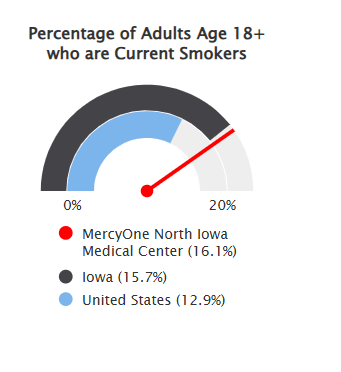 Percentage of Adults Age 18+
who are Current Smokers
0%
20%
MercyOne North Iowa
Medical Center (16.1%)
Iowa (15.7%)
United States (12.9%)